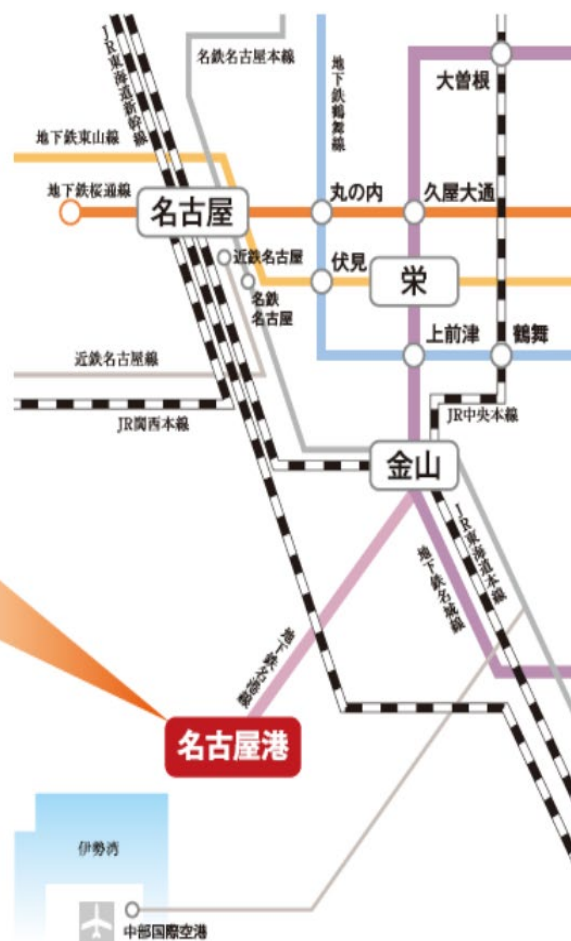 JR東海道新幹線
名鉄名古屋本線
地下鉄鶴舞線
大曽根
地下鉄東山線
地下鉄桜通線
名古屋
丸の内
久屋大通
近鉄名古屋
伏見
栄
名鉄
名古屋
上前津
鶴舞
近鉄名古屋線
JR関西本線
JR中央本線
金山
JR東海道本線
地下鉄名城線
地下鉄名港線
名古屋港
伊勢湾
中部国際空港